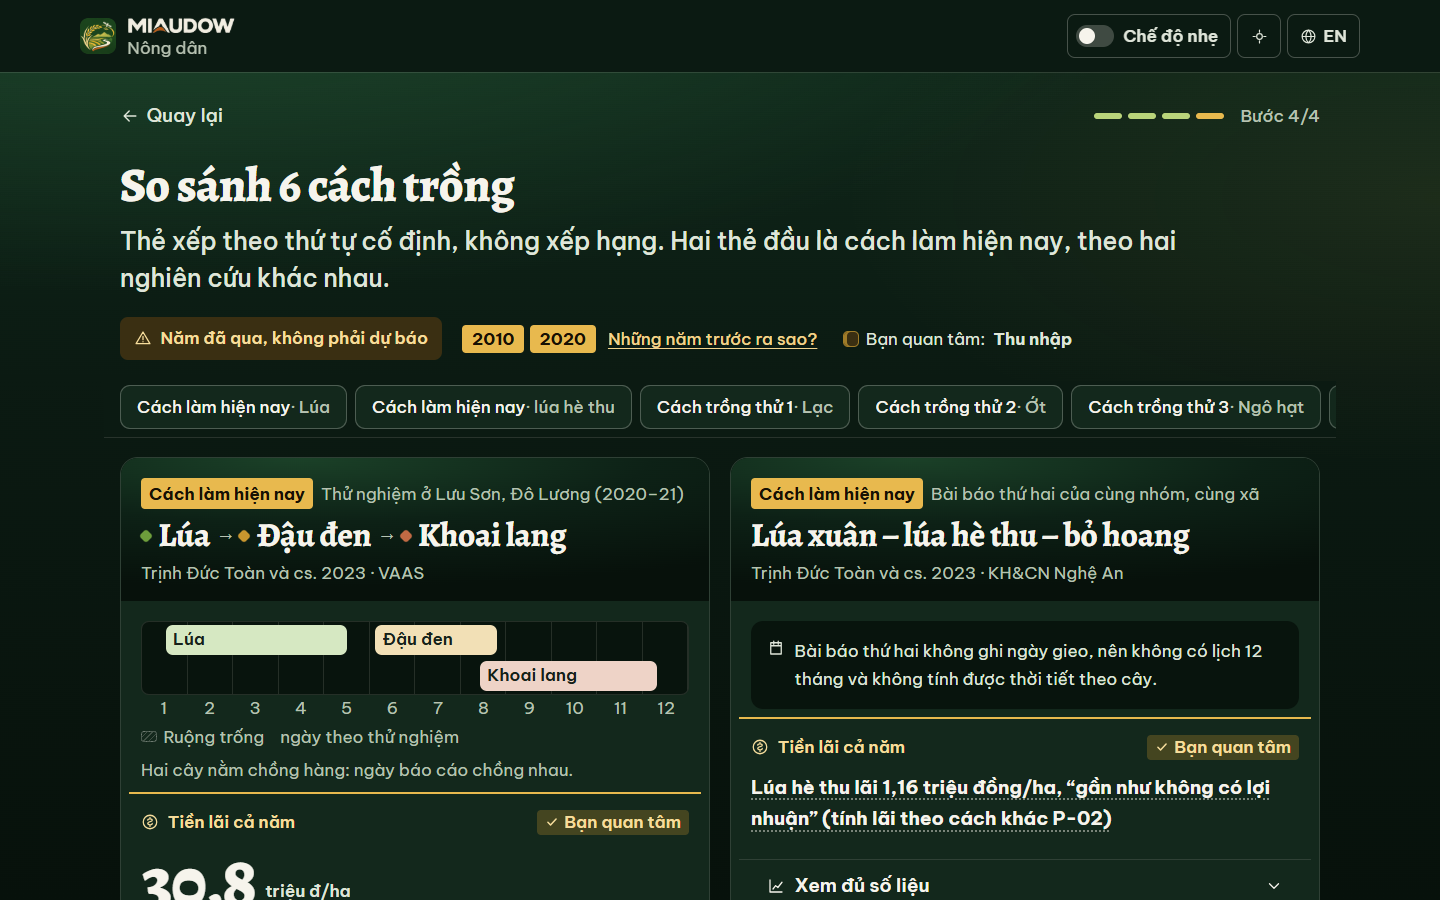 MIAUDOW
Nông dân
Chế độ nhẹ
EN
Quay lại
Bước 4/4
So sánh 6 cách trồng
Thẻ xếp theo thứ tự cố định, không xếp hạng. Hai thẻ đầu là cách làm hiện nay, theo hai
nghiên cứu khác nhau.
Năm đã qua, không phải dự báo
2010
2020
Những năm trước ra sao?
Bạn quan tâm: Thu nhập
Cách làm hiện nay · Lúa
Cách làm hiện nay · lúa hè thu
Cách trồng thử 1 · Lạc
Cách trồng thử 2 · Ớt
Cách trồng thử 3 · Ngô hạt
Cách làm hiện nay Thử nghiệm ở Lưu Sơn, Đô Lương (2020–21)
Lúa → Đậu đen → Khoai lang
Trịnh Đức Toàn và cs. 2023 · VAAS
Lúa
Đậu đen
Khoai lang
1 2 3 4 5 6 7 8 9 10 11 12
Ruộng trống ngày theo thử nghiệm
Hai cây nằm chồng hàng: ngày báo cáo chồng nhau.
Tiền lãi cả năm
Bạn quan tâm
30,8 triệu đ/ha
Cách làm hiện nay Bài báo thứ hai của cùng nhóm, cùng xã
Lúa xuân – lúa hè thu – bỏ hoang
Trịnh Đức Toàn và cs. 2023 · KH&CN Nghệ An
Bài báo thứ hai không ghi ngày gieo, nên không có lịch 12
tháng và không tính được thời tiết theo cây.
Tiền lãi cả năm
Bạn quan tâm
Lúa hè thu lãi 1,16 triệu đồng/ha, “gần như không có lợi
nhuận” (tính lãi theo cách khác P-02)
Xem đủ số liệu